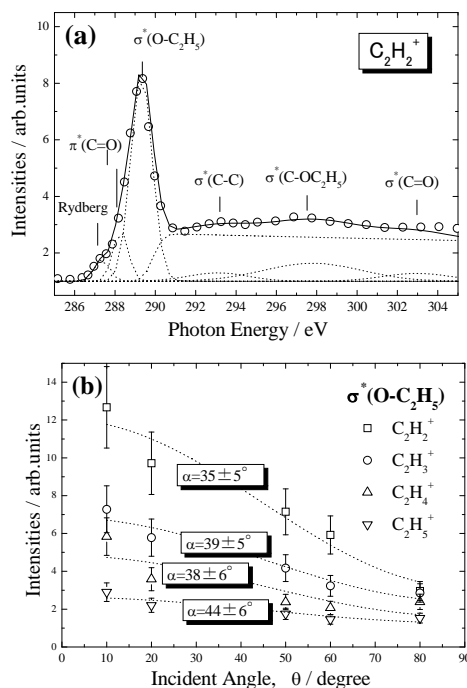 (a)
σ*(O-C₂H₅)
C₂H₂⁺
π*(C=O)
Rydberg
σ*(C-C)
σ*(C-OC₂H₅)
σ*(C=O)
Intensities / arb.units
10
8
6
4
2
286 288 290 292 294 296 298 300 302 304
Photon Energy / eV
(b)
σ*(O-C₂H₅)
C₂H₂⁺
C₂H₃⁺
C₂H₄⁺
C₂H₅⁺
α=35±5°
α=39±5°
α=38±6°
α=44±6°
Intensities / arb.units
14
12
10
8
6
4
2
0
0 10 20 30 40 50 60 70 80 90
Incident Angle, θ / degree